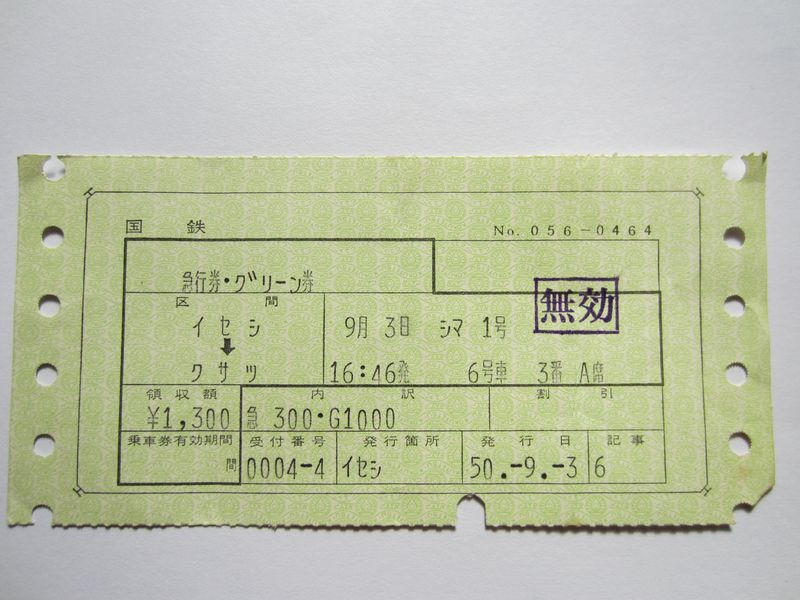 国鉄 No. 056-0464
急行券・グリーン券
無効
区間
イセシ 9月 3日 シマ 1号
⬇
クサツ 16:46発 6号車 3番 A席
領収額 内訳 割引
¥1,300 急 300・G1000
乗車券有効期間 受付番号 発行箇所 発行日 記事
間 0004-4 イセシ 50.-9.-3 6